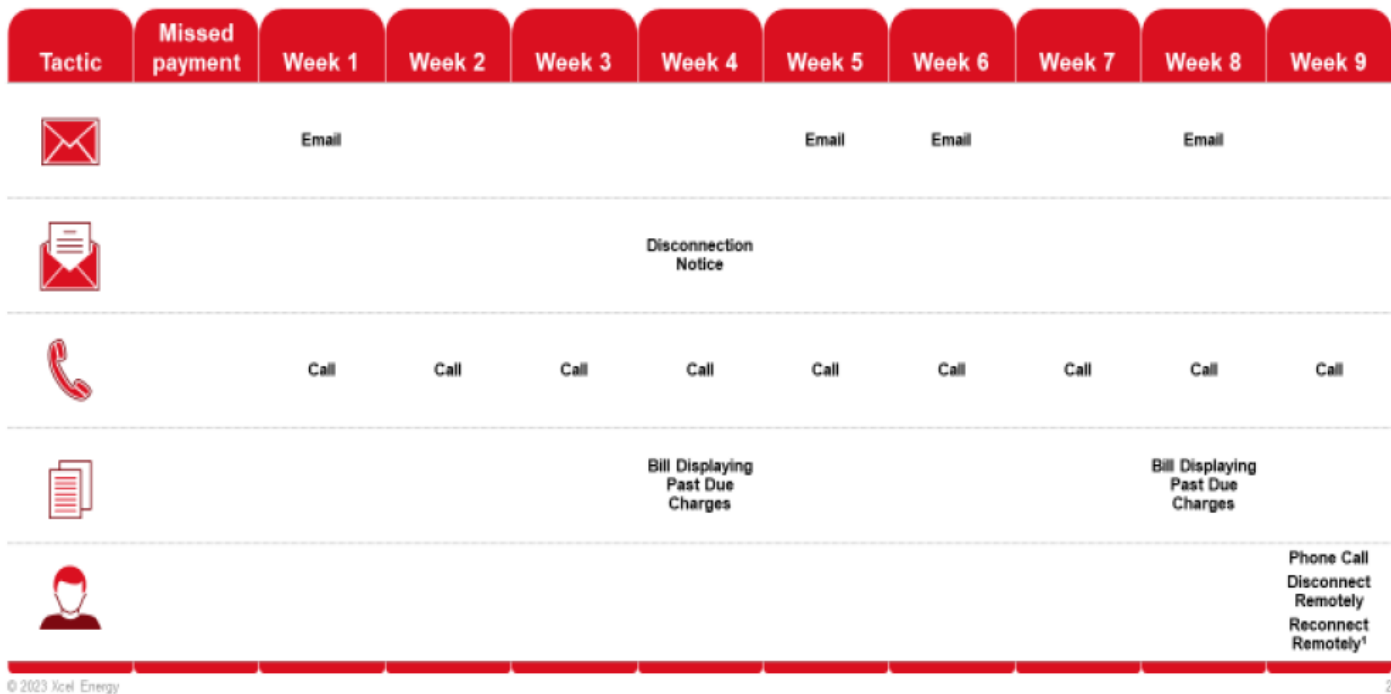 Tactic
Missed
payment
Week 1
Week 2
Week 3
Week 4
Week 5
Week 6
Week 7
Week 8
Week 9
Email
Email
Email
Email
Disconnection
Notice
Call
Call
Call
Call
Call
Call
Call
Call
Call
Bill Displaying
Past Due
Charges
Bill Displaying
Past Due
Charges
Phone Call
Disconnect
Remotely
Reconnect
Remotely¹
© 2023 Xcel Energy
2